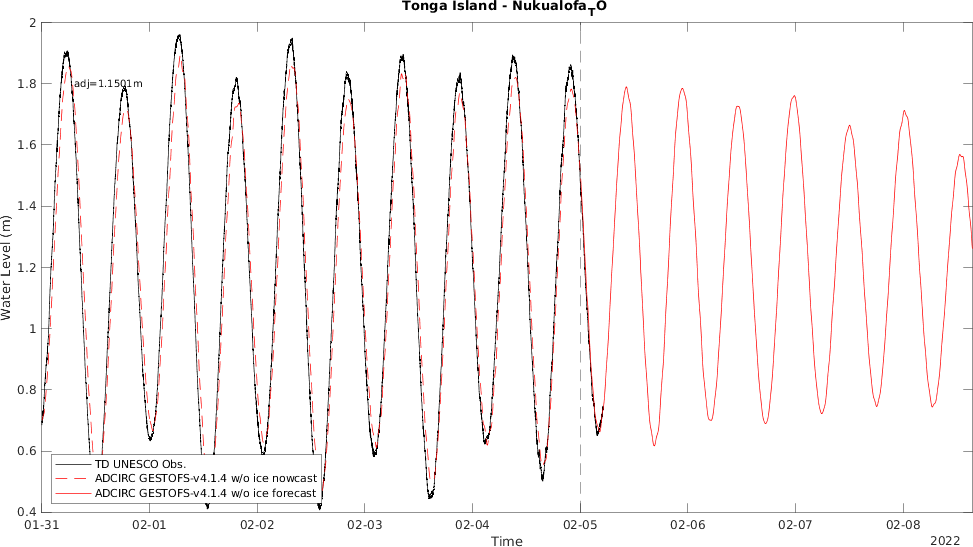 Tonga Island - Nukualofa_TO
adj=1.1501m
Water Level (m)
2
1.8
1.6
1.4
1.2
1
0.8
0.6
0.4
TD UNESCO Obs.
ADCIRC GESTOFS-v4.1.4 w/o ice nowcast
ADCIRC GESTOFS-v4.1.4 w/o ice forecast
01-31 02-01 02-02 02-03 02-04 02-05 02-06 02-07 02-08
Time
2022